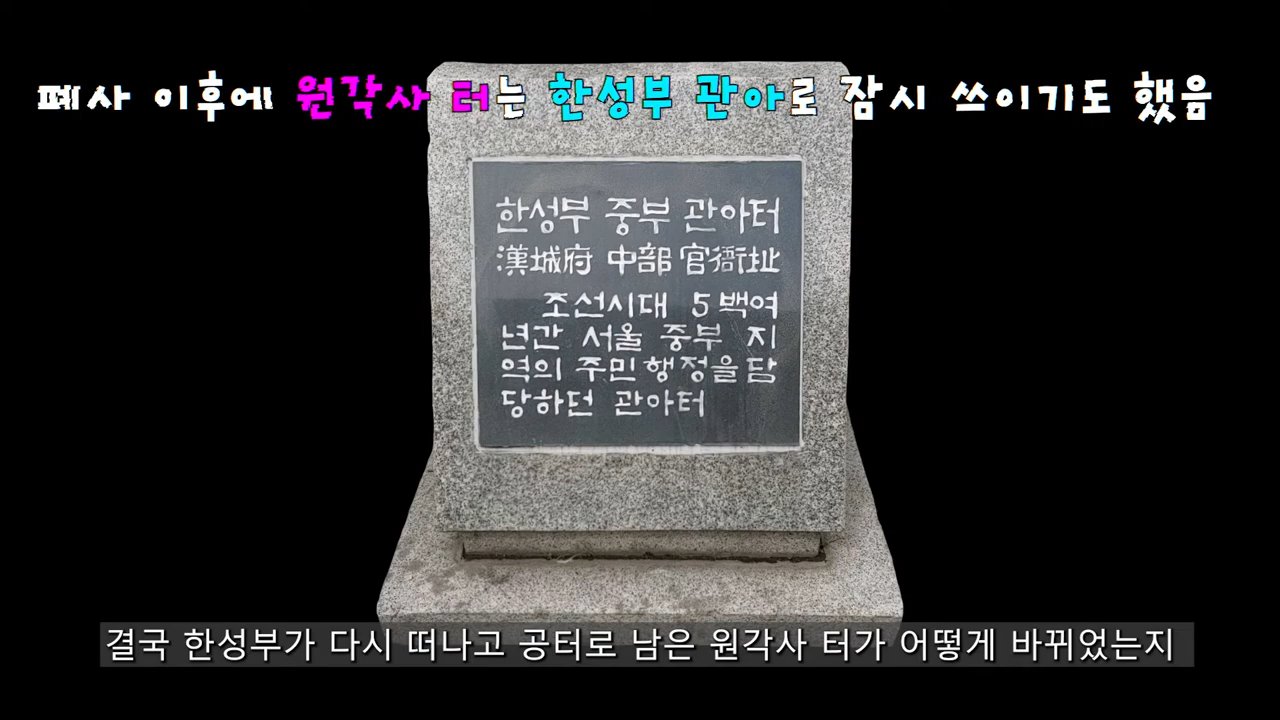 폐사 이후에 원각사 터는 한성부 관아로 잠시 쓰이기도 했음
한성부 중부 관아터
漢城府 中部 官衙址
조선시대 5백여
년간 서울 중부 지
역의 주민행정을 담
당하던 관아터
결국 한성부가 다시 떠나고 공터로 남은 원각사 터가 어떻게 바뀌었는지